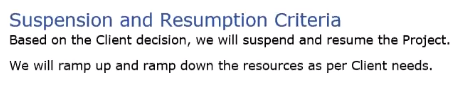 Suspension and Resumption Criteria
Based on the Client decision, we will suspend and resume the Project.
We will ramp up and ramp down the resources as per Client needs.